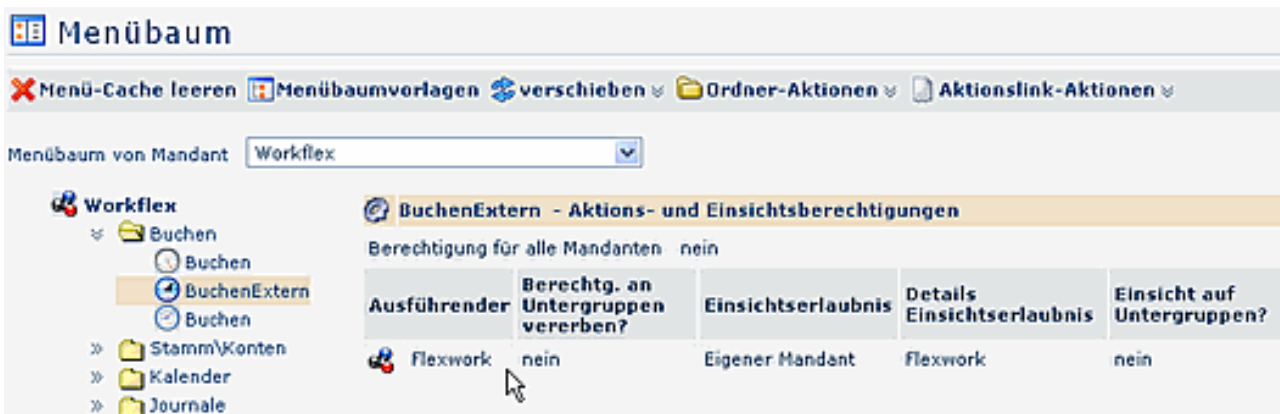 Menübaum
Menü-Cache leeren Menübaumvorlagen verschieben Ordner-Aktionen Aktionslink-Aktionen
Menübaum von Mandant Workflex
Workflex
Buchen
Buchen
BuchenExtern
Buchen
Stamm\Konten
Kalender
Journale
BuchenExtern - Aktions- und Einsichtsberechtigungen
Berechtigung für alle Mandanten nein
Ausführender Berechtg. an Untergruppen vererben? Einsichtserlaubnis Details Einsichtserlaubnis Einsicht auf Untergruppen?
Flexwork nein Eigener Mandant Flexwork nein